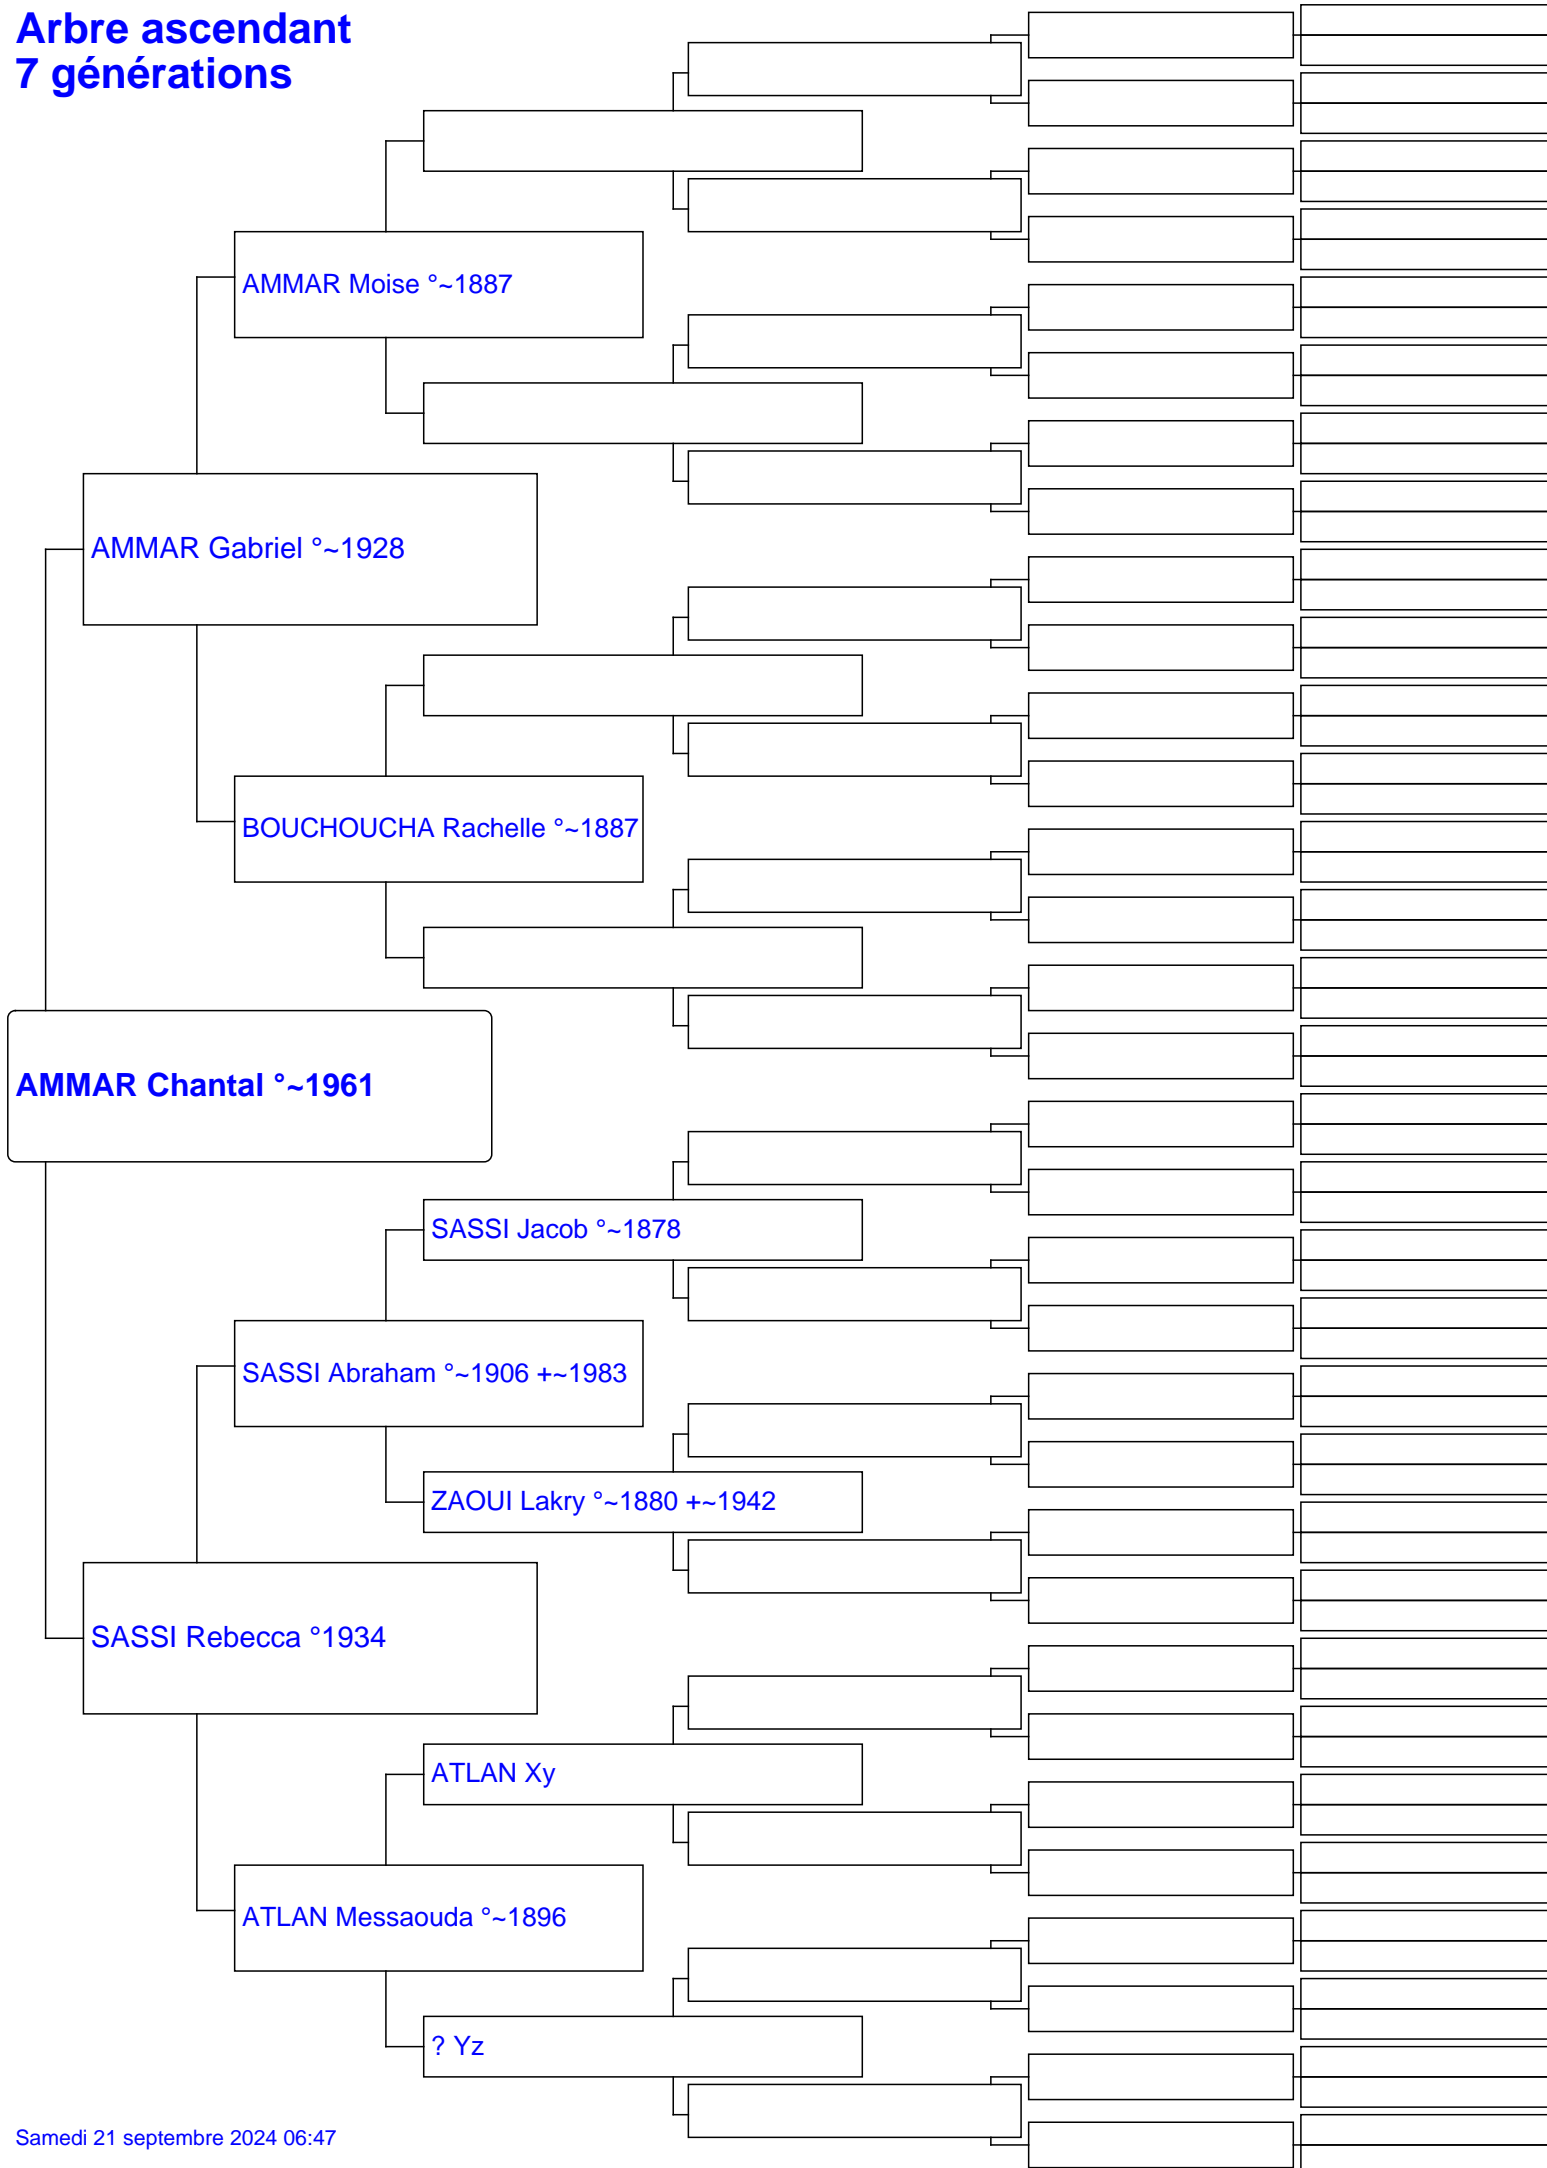 Arbre ascendant
7 générations
AMMAR Moise °~1887
AMMAR Gabriel °~1928
BOUCHOUCHA Rachelle °~1887
AMMAR Chantal °~1961
SASSI Jacob °~1878
SASSI Abraham °~1906 +~1983
ZAOUI Lakry °~1880 +~1942
SASSI Rebecca °1934
ATLAN Xy
ATLAN Messaouda °~1896
? Yz
Samedi 21 septembre 2024 06:47